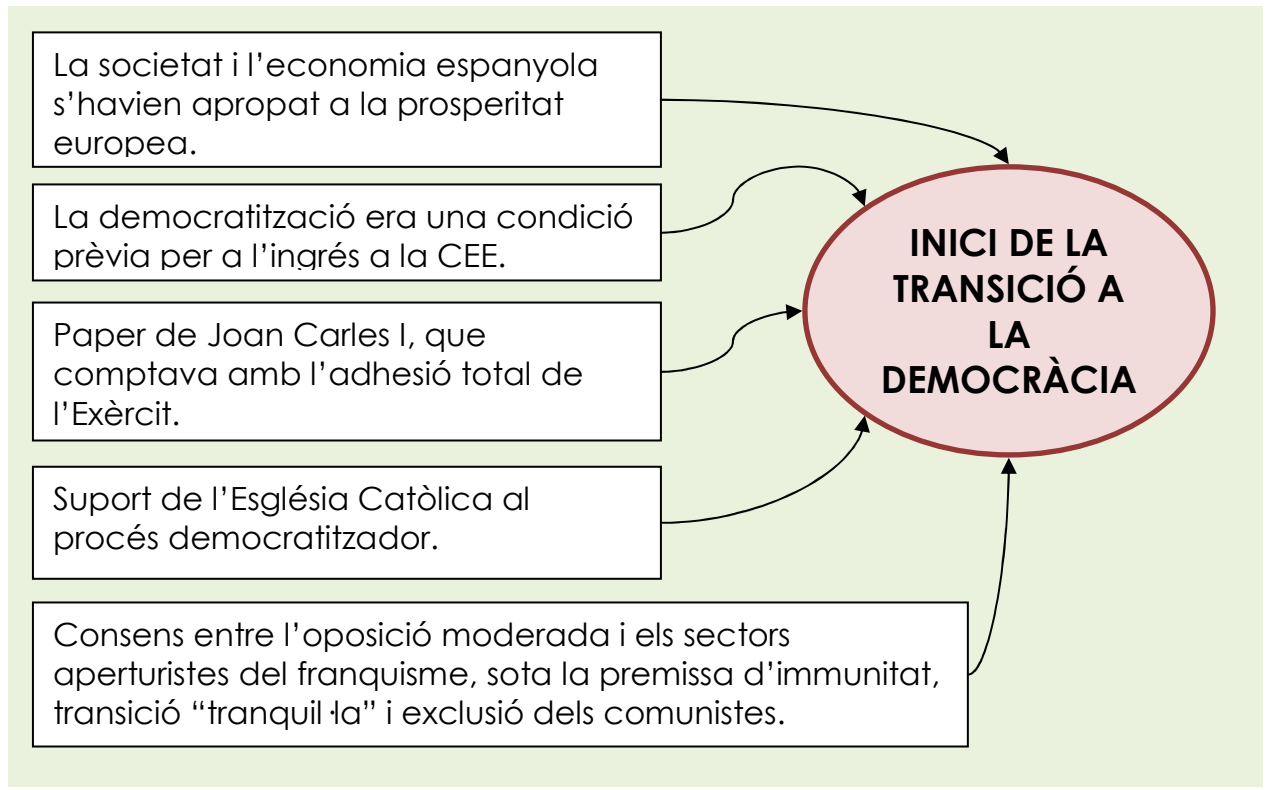 La societat i l’economia espanyola
s’havien apropat a la prosperitat
europea.
La democratització era una condició
prèvia per a l’ingrés a la CEE.
Paper de Joan Carles I, que
comptava amb l’adhesió total de
l’Exèrcit.
Suport de l’Església Catòlica al
procés democratitzador.
Consens entre l’oposició moderada i els sectors
aperturistes del franquisme, sota la premissa d’immunitat,
transició “tranquil·la” i exclusió dels comunistes.
INICI DE LA
TRANSICIÓ A
LA
DEMOCRÀCIA